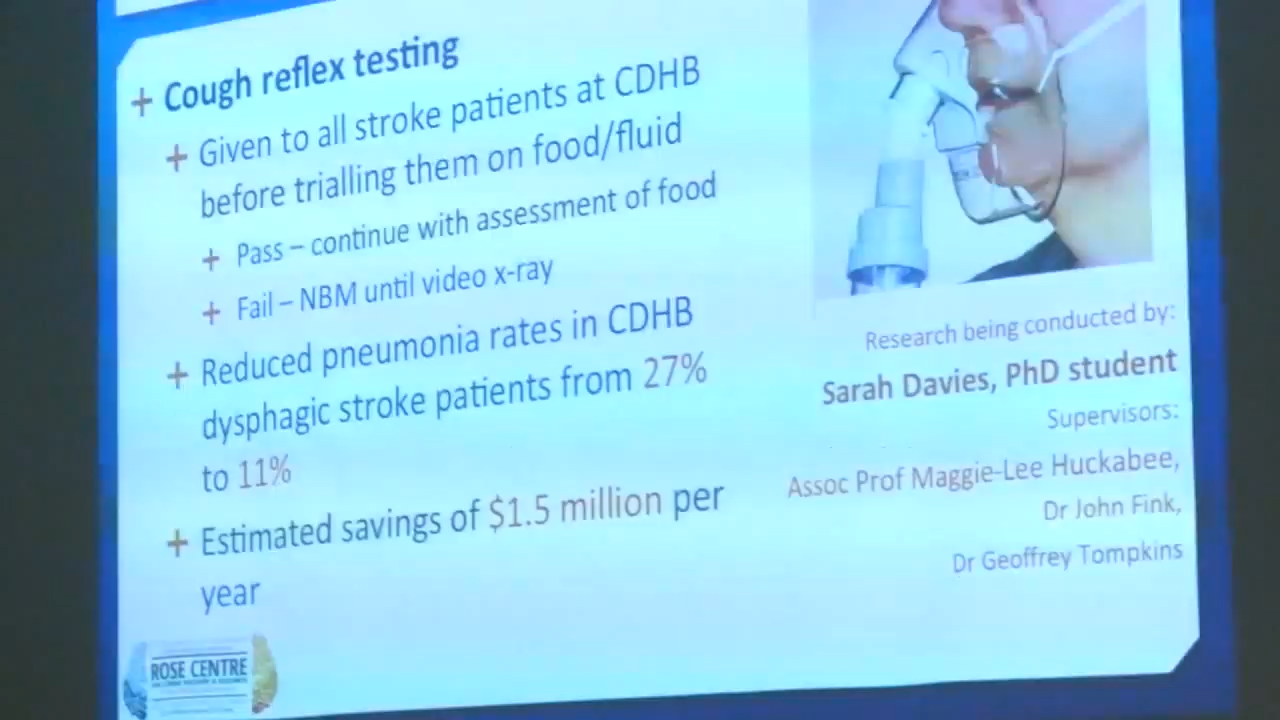 + Cough reflex testing
+ Given to all stroke patients at CDHB
before trialling them on food/fluid
+ Pass – continue with assessment of food
+ Fail – NBM until video x-ray
+ Reduced pneumonia rates in CDHB
dysphagic stroke patients from 27%
to 11%
+ Estimated savings of $1.5 million per
year
Research being conducted by:
Sarah Davies, PhD student
Supervisors:
Assoc Prof Maggie-Lee Huckabee,
Dr John Fink,
Dr Geoffrey Tompkins
ROSE CENTRE